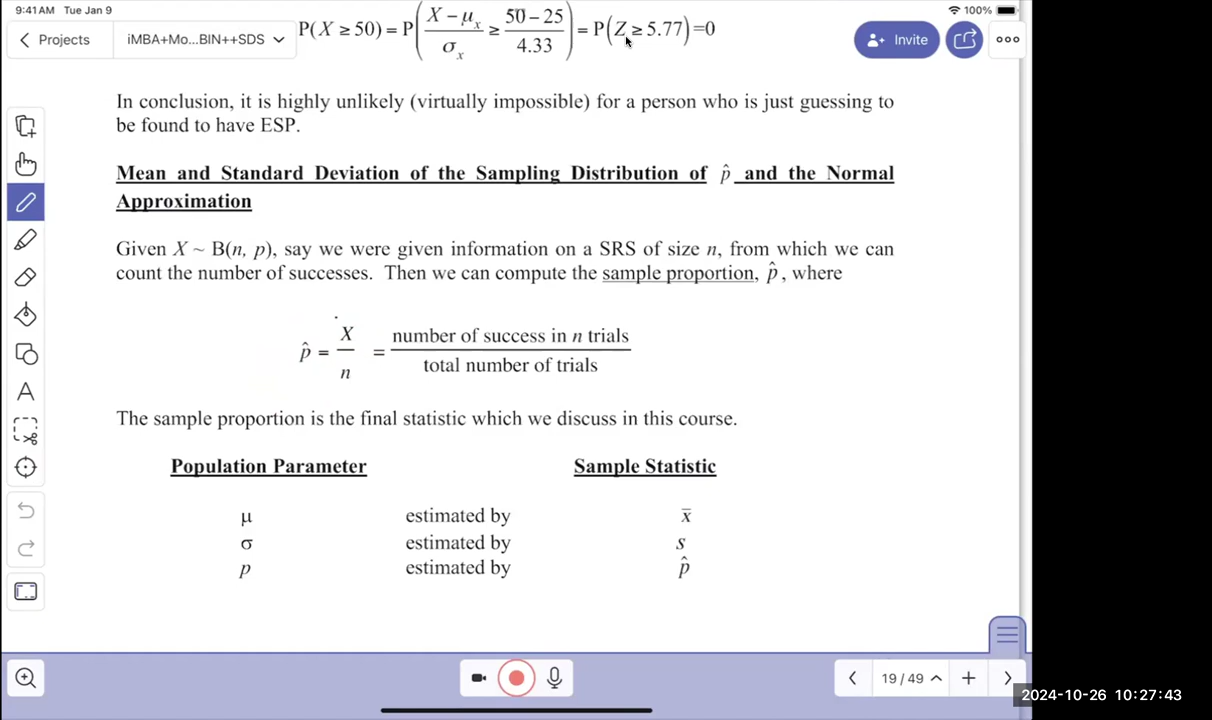 9:41 AM Tue Jan 9
100%
Projects
iMBA+Mo...BIN++SDS
P(X ≥ 50) = P((X − μx)/σx ≥ (50 − 25)/4.33) = P(Z ≥ 5.77) =0
Invite
In conclusion, it is highly unlikely (virtually impossible) for a person who is just guessing to
be found to have ESP.
Mean and Standard Deviation of the Sampling Distribution of p̂ and the Normal
Approximation
Given X ~ B(n, p), say we were given information on a SRS of size n, from which we can
count the number of successes. Then we can compute the sample proportion, p̂, where
p̂ = X/n = number of success in n trials / total number of trials
A
The sample proportion is the final statistic which we discuss in this course.
Population Parameter Sample Statistic
μ estimated by x̄
σ estimated by s
p estimated by p̂
19 / 49
2024-10-26 10:27:43